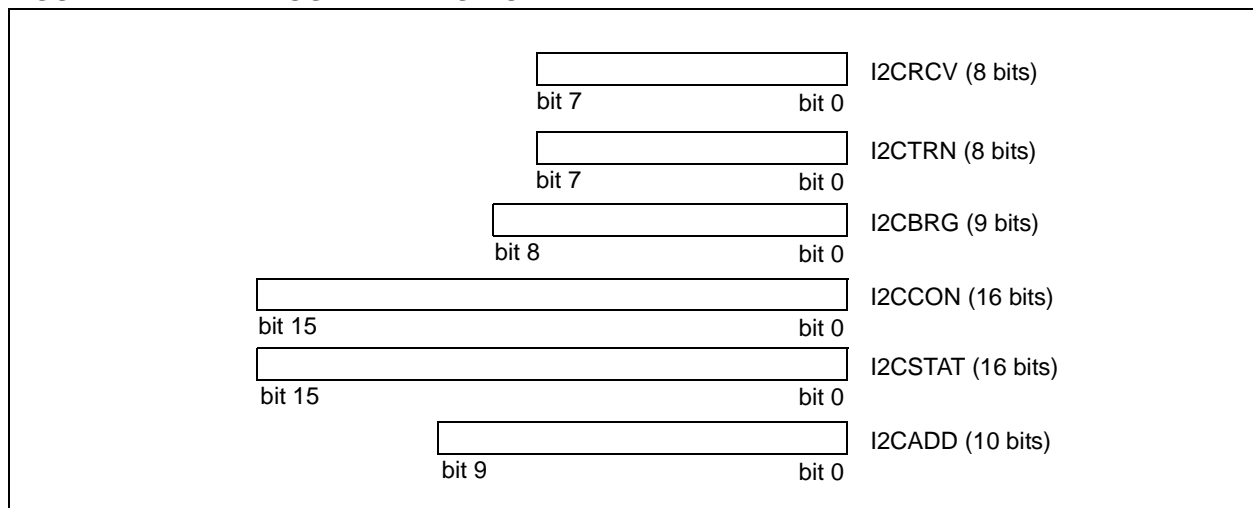 I2CRCV (8 bits)
bit 7 bit 0
I2CTRN (8 bits)
bit 7 bit 0
I2CBRG (9 bits)
bit 8 bit 0
I2CCON (16 bits)
bit 15 bit 0
I2CSTAT (16 bits)
bit 15 bit 0
I2CADD (10 bits)
bit 9 bit 0